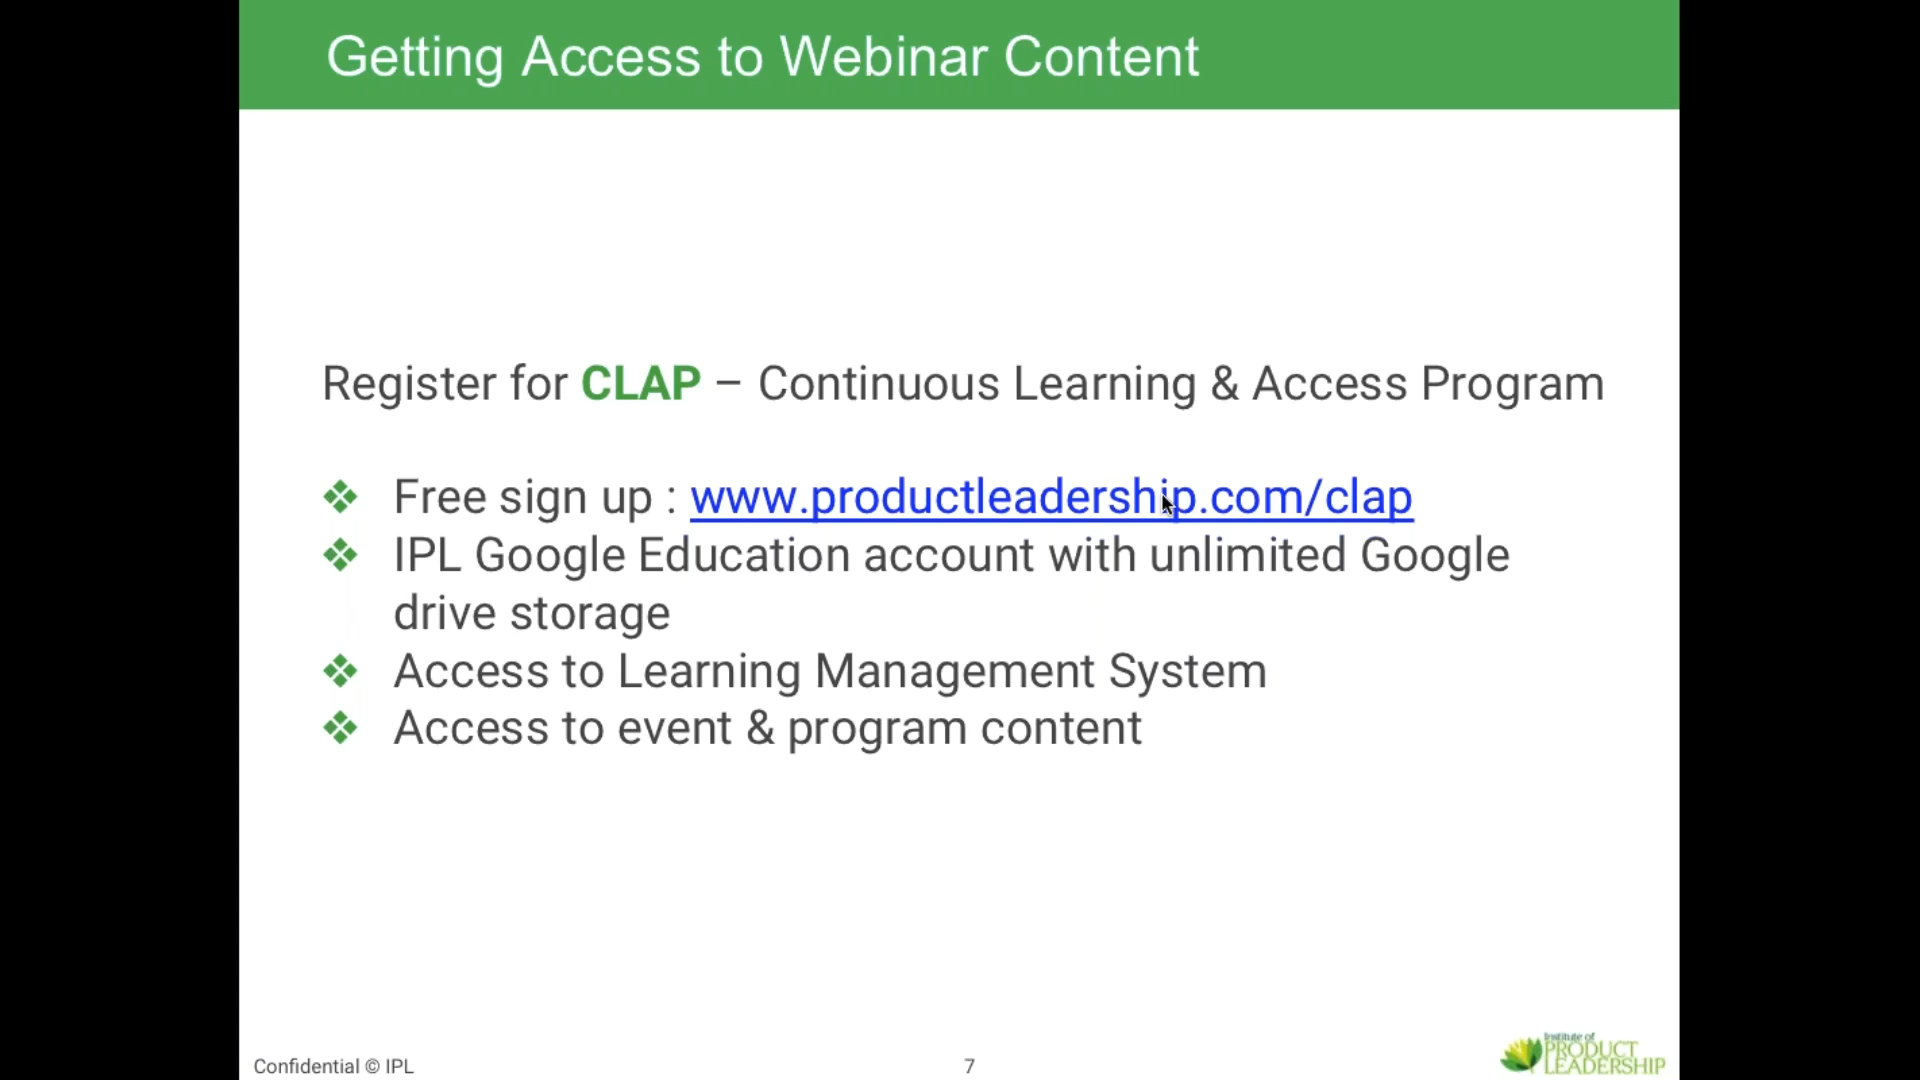 Getting Access to Webinar Content
Register for CLAP – Continuous Learning & Access Program
❖ Free sign up : www.productleadership.com/clap
❖ IPL Google Education account with unlimited Google
drive storage
❖ Access to Learning Management System
❖ Access to event & program content
Confidential © IPL
7
Institute of
PRODUCT
LEADERSHIP